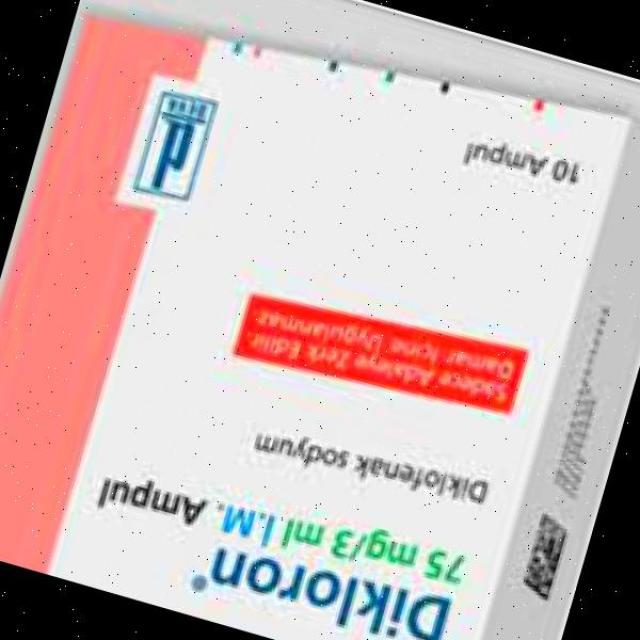 Dikloron®
75 mg/3 ml I.M. Ampul
Diklofenak sodyum
Sadece Adaleye Zerk Edilir
Damar İçine Uygulanmaz
10 Ampul